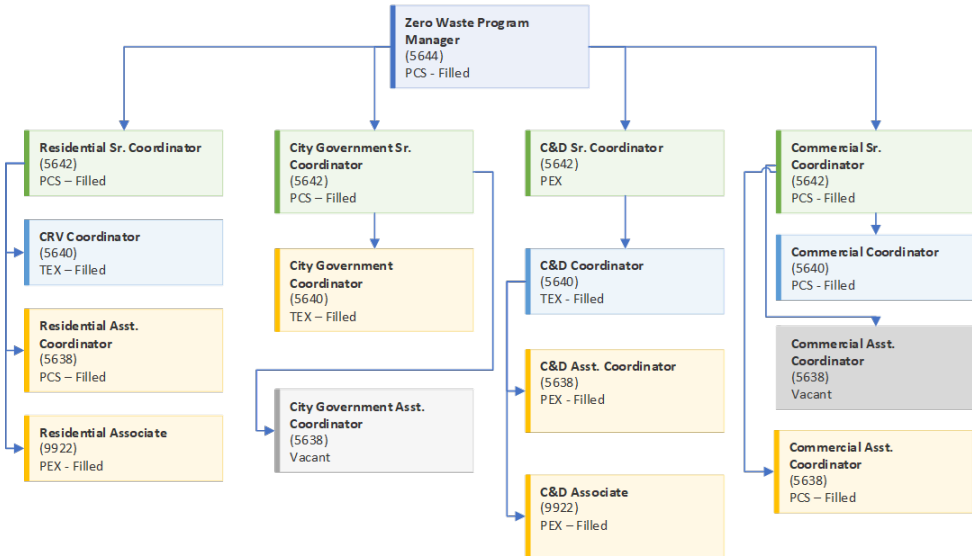 Zero Waste Program
Manager
(5644)
PCS - Filled
Residential Sr. Coordinator
(5642)
PCS – Filled
CRV Coordinator
(5640)
TEX – Filled
Residential Asst.
Coordinator
(5638)
PCS – Filled
Residential Associate
(9922)
PEX - Filled
City Government Sr.
Coordinator
(5642)
PCS – Filled
City Government
Coordinator
(5640)
TEX – Filled
City Government Asst.
Coordinator
(5638)
Vacant
C&D Sr. Coordinator
(5642)
PEX
C&D Coordinator
(5640)
TEX - Filled
C&D Asst. Coordinator
(5638)
PEX - Filled
C&D Associate
(9922)
PEX – Filled
Commercial Sr.
Coordinator
(5642)
PCS - Filled
Commercial Coordinator
(5640)
PCS - Filled
Commercial Asst.
Coordinator
(5638)
Vacant
Commercial Asst.
Coordinator
(5638)
PCS - Filled